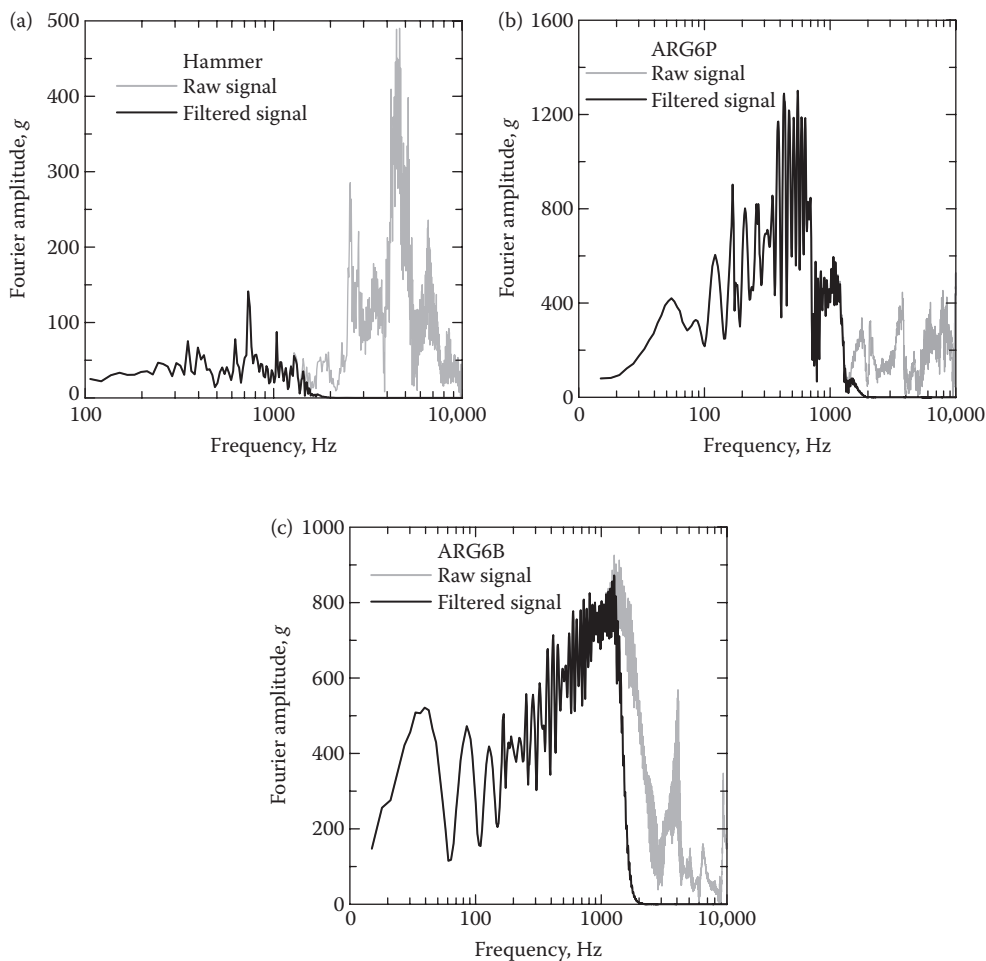 (a)
500
400
300
200
100
0
Fourier amplitude, g
Hammer
Raw signal
Filtered signal
100
1000
10,000
Frequency, Hz
(b)
1600
1200
800
400
0
Fourier amplitude, g
ARG6P
Raw signal
Filtered signal
0
100
1000
10,000
Frequency, Hz
(c)
1000
800
600
400
200
0
Fourier amplitude, g
ARG6B
Raw signal
Filtered signal
0
100
1000
10,000
Frequency, Hz